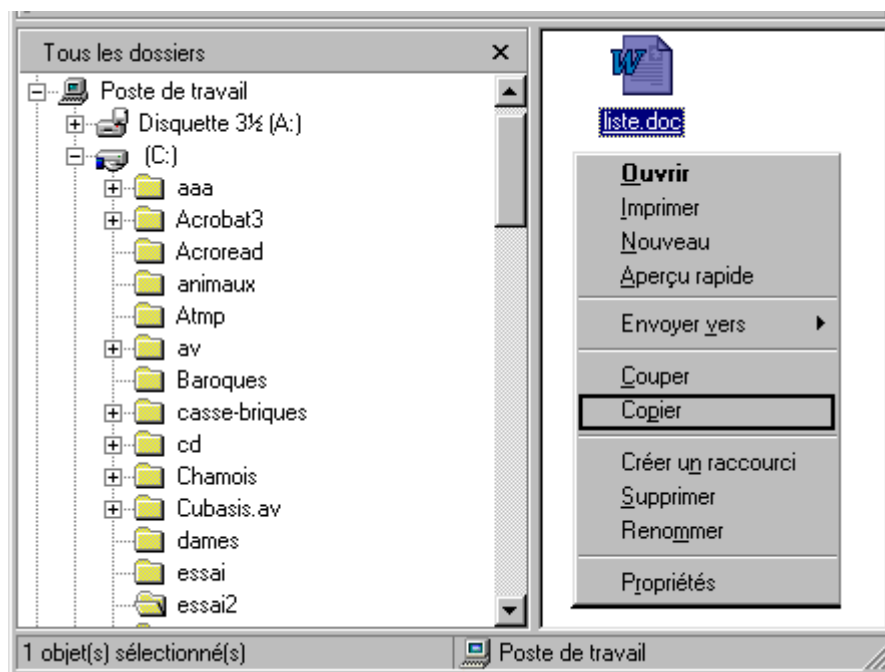 Tous les dossiers
Poste de travail
Disquette 3½ (A:)
(C:)
aaa
Acrobat3
Acroread
animaux
Atmp
av
Baroques
casse-briques
cd
Chamois
Cubasis.av
dames
essai
essai2
liste.doc
Ouvrir
Imprimer
Nouveau
Aperçu rapide
Envoyer vers
Couper
Copier
Créer un raccourci
Supprimer
Renommer
Propriétés
1 objet(s) sélectionné(s)
Poste de travail